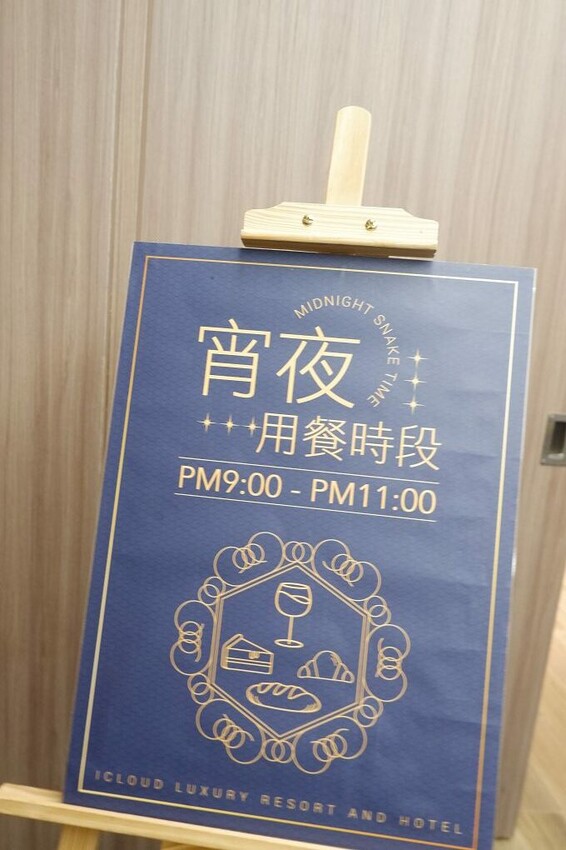 MIDNIGHT SNAKE TIME
宵夜
用餐時段
PM9:00 - PM11:00
ICLOUD LUXURY RESORT AND HOTEL